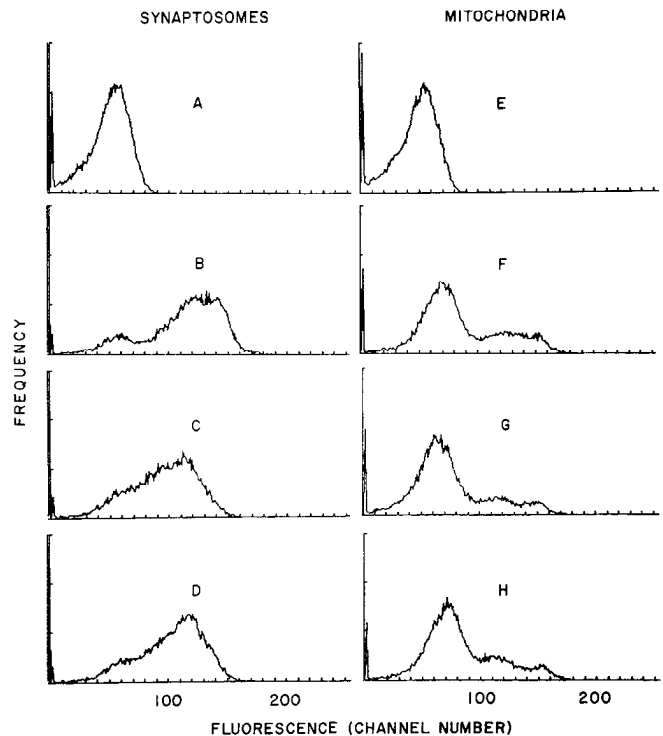 SYNAPTOSOMES
MITOCHONDRIA
A
E
B
F
C
G
D
H
FREQUENCY
100 200 100 200
FLUORESCENCE (CHANNEL NUMBER)